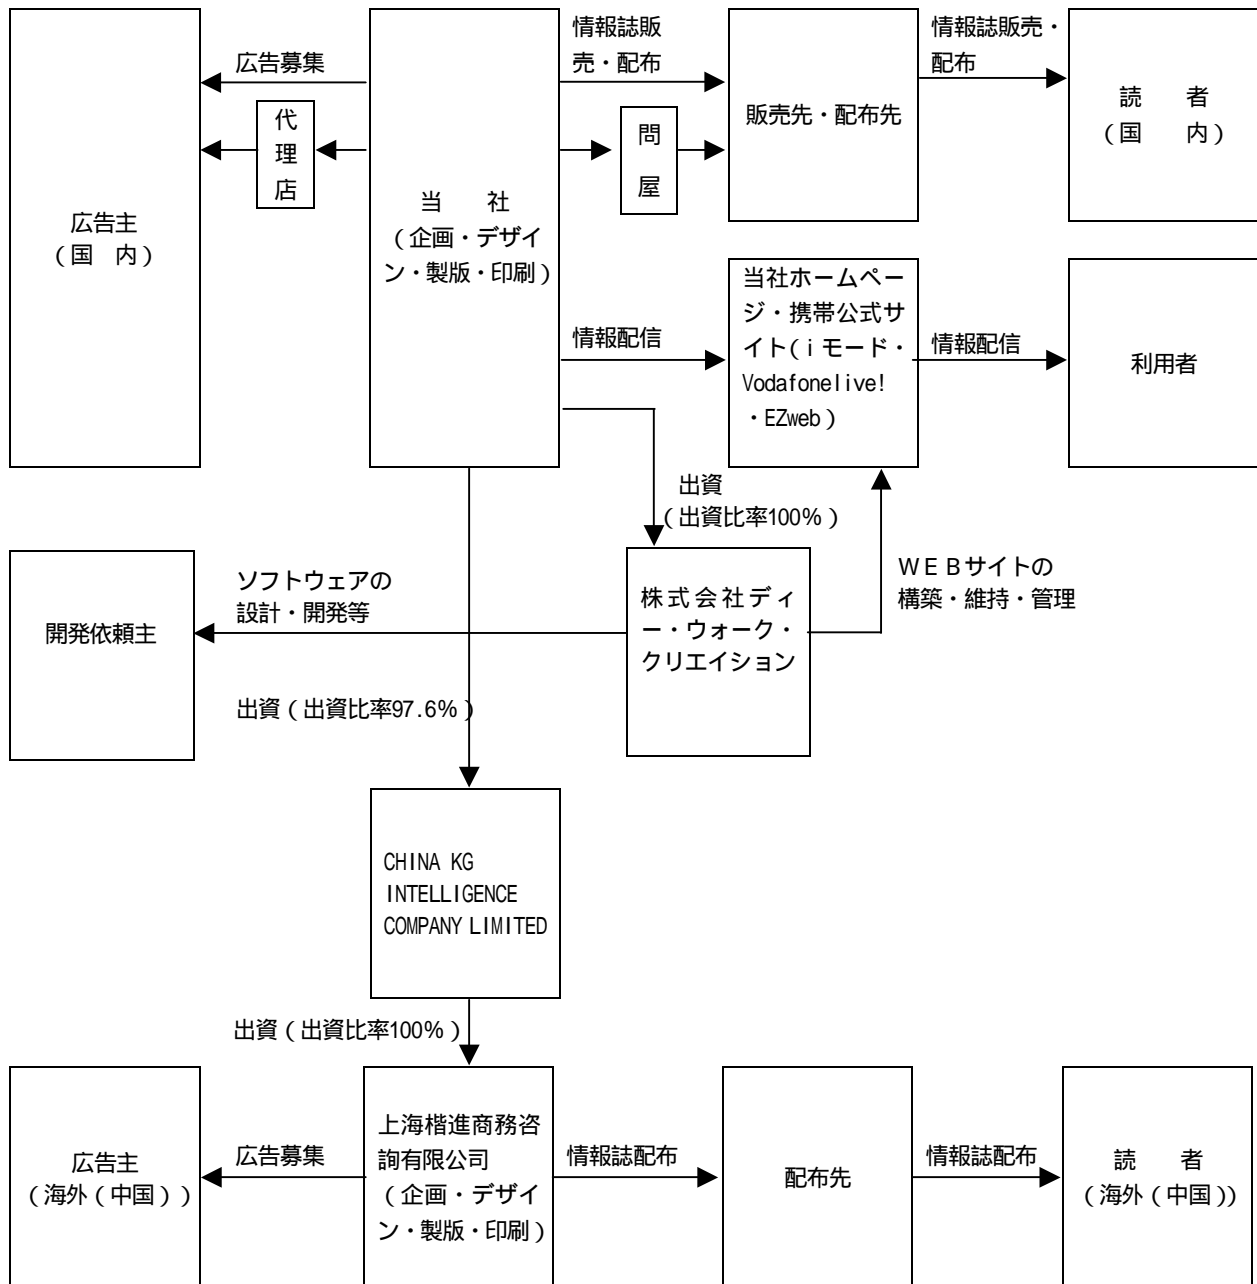 広告主
(国　内)
広告募集
代
理
店
当　　社
(企画・デザイ
ン・製版・印刷)
情報誌販
売・配布
問
屋
販売先・配布先
情報誌販売・
配布
読　　者
(国　　内)
情報配信
当社ホームペー
ジ・携帯公式サ
イト(iモード・
Vodafonelive!
・EZweb)
情報配信
利用者
出資
(出資比率100%)
開発依頼主
ソフトウェアの
設計・開発等
株式会社ディ
ー・ウォーク・
クリエイション
WEBサイトの
構築・維持・管理
出資(出資比率97.6%)
CHINA KG
INTELLIGENCE
COMPANY LIMITED
出資(出資比率100%)
広告主
(海外(中国))
広告募集
上海楷進商務咨
詢有限公司
(企画・デザイ
ン・製版・印刷)
情報誌配布
配布先
情報誌配布
読　　者
(海外(中国))